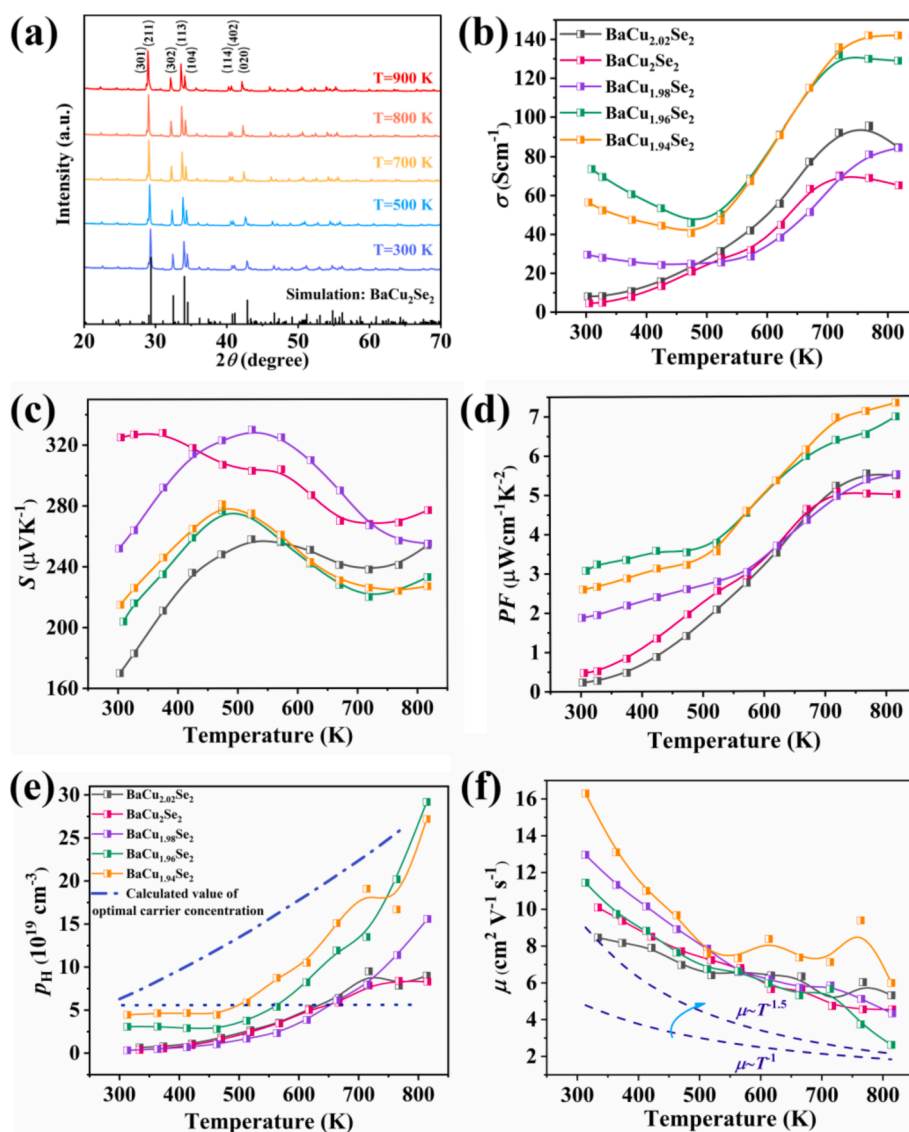 (a)
(301)
(211)
(302)
(113)
(104)
(114)
(402)
(020)
T=900 K
T=800 K
T=700 K
T=500 K
T=300 K
Simulation: BaCu₂Se₂
Intensity (a.u.)
20 30 40 50 60 70
2θ (degree)
(b)
BaCu₂.₀₂Se₂
BaCu₂Se₂
BaCu₁.₉₈Se₂
BaCu₁.₉₆Se₂
BaCu₁.₉₄Se₂
140
120
100
80
60
40
20
0
σ (Scm⁻¹)
300 400 500 600 700 800
Temperature (K)
(c)
320
280
240
200
160
S (μVK⁻¹)
300 400 500 600 700 800
Temperature (K)
(d)
7
6
5
4
3
2
1
0
PF (μWcm⁻¹K⁻²)
300 400 500 600 700 800
Temperature (K)
(e)
BaCu₂.₀₂Se₂
BaCu₂Se₂
BaCu₁.₉₈Se₂
BaCu₁.₉₆Se₂
BaCu₁.₉₄Se₂
Calculated value of
optimal carrier concentration
30
25
20
15
10
5
0
p_H (10¹⁹ cm⁻³)
300 400 500 600 700 800
Temperature (K)
(f)
16
14
12
10
8
6
4
2
μ (cm² V⁻¹ s⁻¹)
μ~T¹·⁵
μ~T⁻¹
300 400 500 600 700 800
Temperature (K)